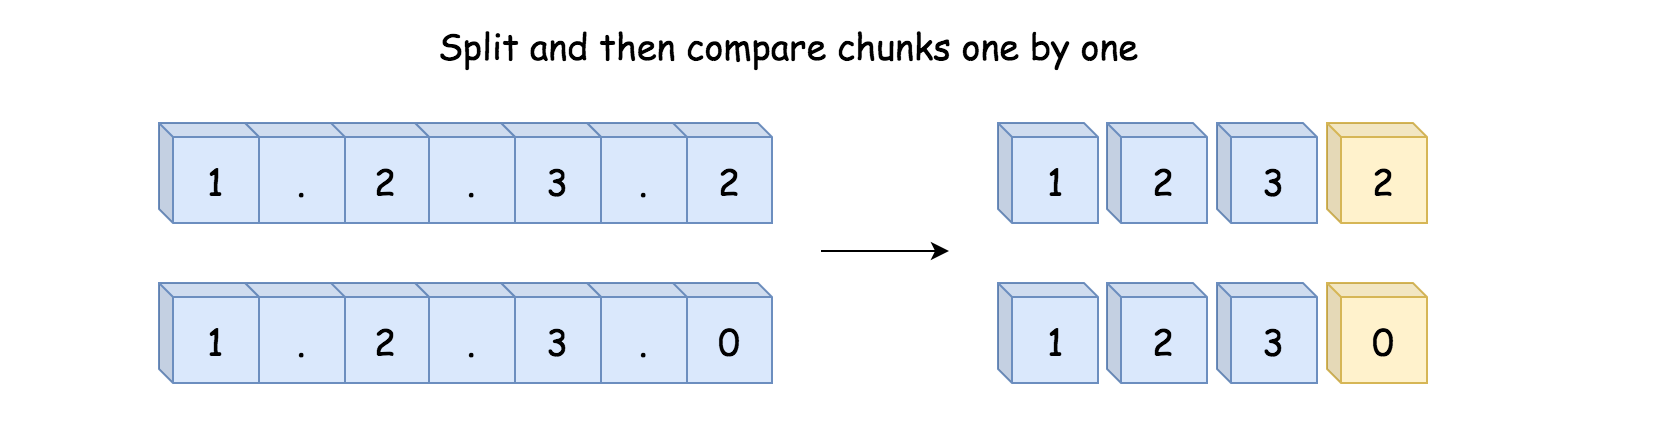 Split and then compare chunks one by one
1 . 2 . 3 . 2
1 2 3 2
1 . 2 . 3 . 0
1 2 3 0